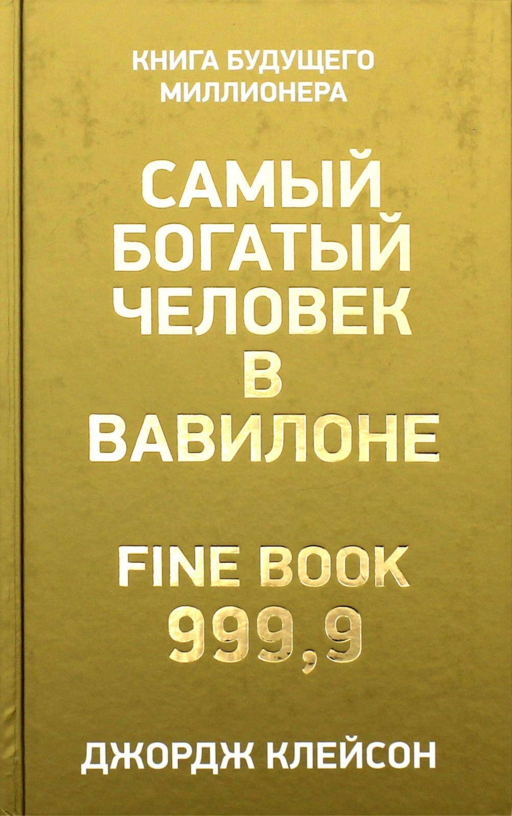 КНИГА БУДУЩЕГО
МИЛЛИОНЕРА
САМЫЙ
БОГАТЫЙ
ЧЕЛОВЕК
В
ВАВИЛОНЕ
FINE BOOK
999,9
ДЖОРДЖ КЛЕЙСОН